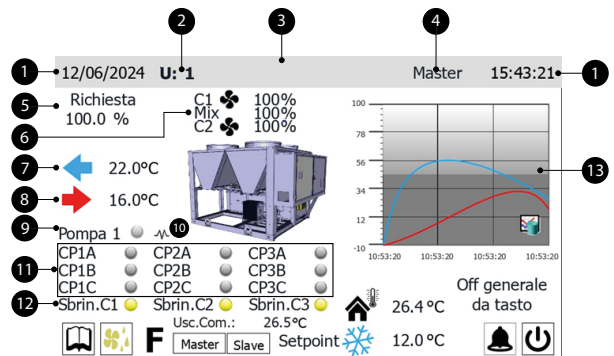 2
3
4
1 12/06/2024 U: 1 Master 15:43:21 1
5 Richiesta
100.0 %
6
C1 100%
Mix 100%
C2 100%
7 22.0°C
8 16.0°C
100
78
56
34
12
-10
10:53:20 10:53:20 10:53:20 10:53:20
13
9 Pompa 1 10
11
CP1A CP2A CP3A
CP1B CP2B CP3B
CP1C CP2C CP3C
12 Sbrin.C1 Sbrin.C2 Sbrin.C3
26.4 °C
Off generale
da tasto
F
Usc.Com.: 26.5°C
Master Slave
Setpoint 12.0 °C